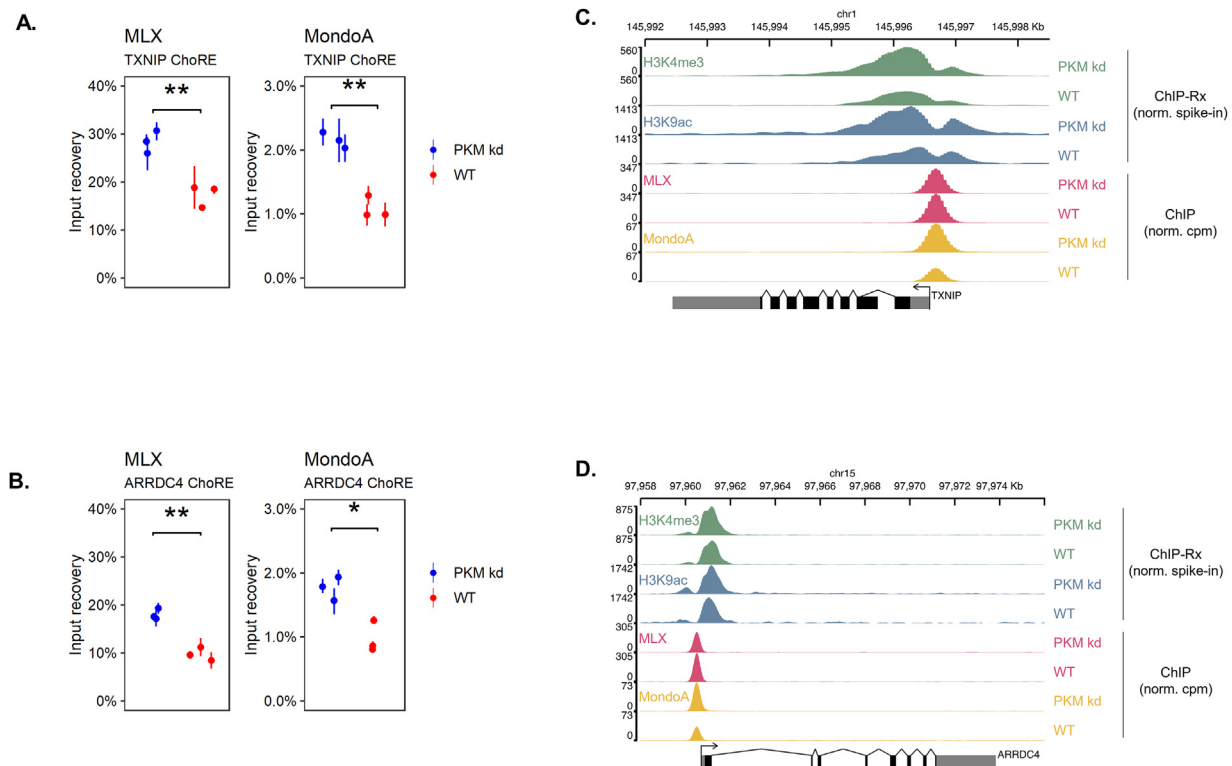 A.
MLX
TXNIP ChoRE
MondoA
TXNIP ChoRE
**
**
40%
30%
20%
10%
0%
Input recovery
3.0%
2.0%
1.0%
0.0%
Input recovery
PKM kd
WT
B.
MLX
ARRDC4 ChoRE
MondoA
ARRDC4 ChoRE
**
*
40%
30%
20%
10%
0%
Input recovery
3.0%
2.0%
1.0%
0.0%
Input recovery
PKM kd
WT
C.
chr1
145,992 145,993 145,994 145,995 145,996 145,997 145,998 Kb
560
H3K4me3
0
PKM kd
560
0
WT
1413
H3K9ac
0
PKM kd
1413
0
WT
347
MLX
0
PKM kd
347
0
WT
67
MondoA
0
PKM kd
67
0
WT
ChIP-Rx
(norm. spike-in)
ChIP
(norm. cpm)
TXNIP
D.
chr15
97,958 97,960 97,962 97,964 97,966 97,968 97,970 97,972 97,974 Kb
875
H3K4me3
0
PKM kd
875
0
WT
1742
H3K9ac
0
PKM kd
1742
0
WT
305
MLX
0
PKM kd
305
0
WT
73
MondoA
0
PKM kd
73
0
WT
ChIP-Rx
(norm. spike-in)
ChIP
(norm. cpm)
ARRDC4